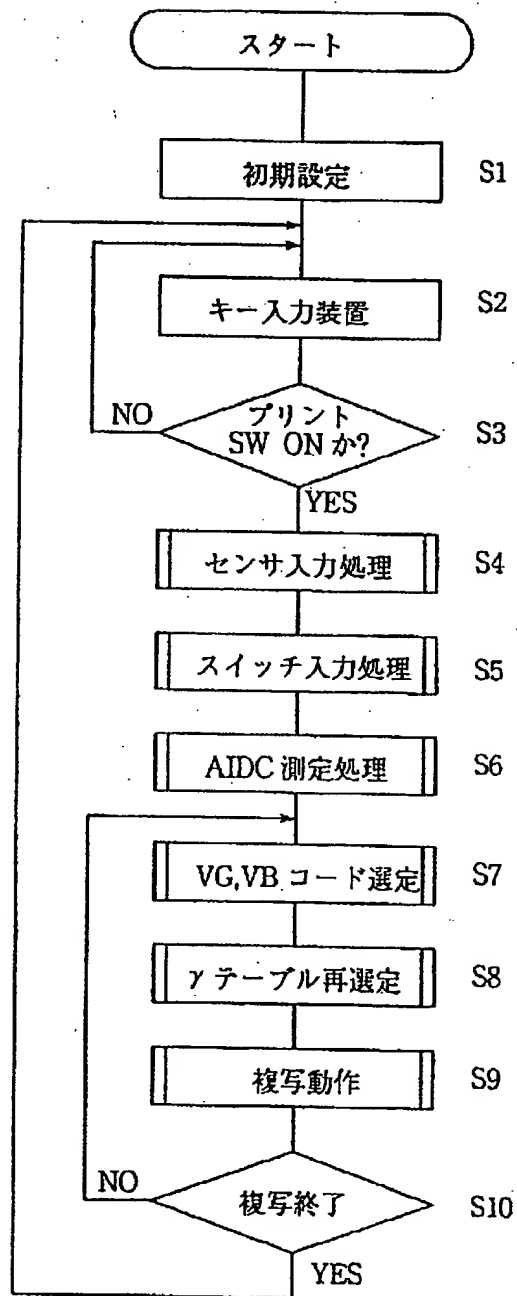 スタート
初期設定 S1
キー入力装置 S2
プリント
SW ONか?
NO
S3
YES
センサ入力処理 S4
スイッチ入力処理 S5
AIDC 測定処理 S6
VG,VB コード選定 S7
γ テーブル再選定 S8
複写動作 S9
NO
複写終了 S10
YES